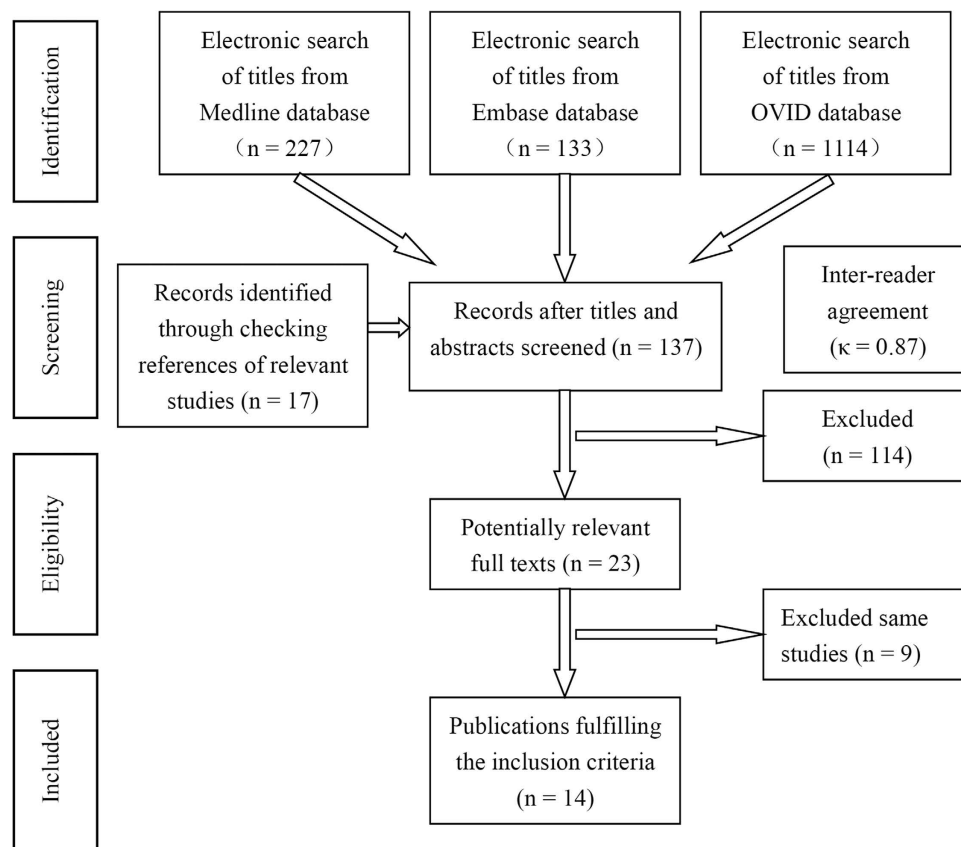 Identification
Electronic search
of titles from
Medline database
（n = 227）
Electronic search
of titles from
Embase database
（n = 133）
Electronic search
of titles from
OVID database
（n = 1114）
Screening
Records identified
through checking
references of relevant
studies (n = 17)
Records after titles and
abstracts screened (n = 137)
Inter-reader
agreement
(κ = 0.87)
Excluded
(n = 114)
Eligibility
Potentially relevant
full texts (n = 23)
Excluded same
studies (n = 9)
Included
Publications fulfilling
the inclusion criteria
(n = 14)